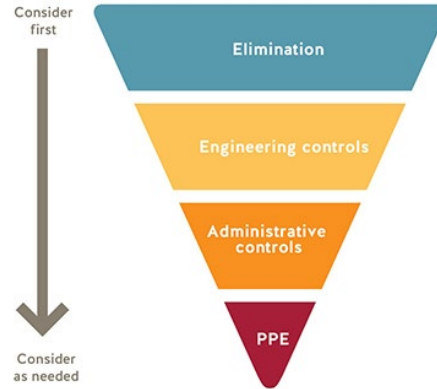 Consider
first
Elimination
Engineering controls
Administrative
controls
PPE
Consider
as needed